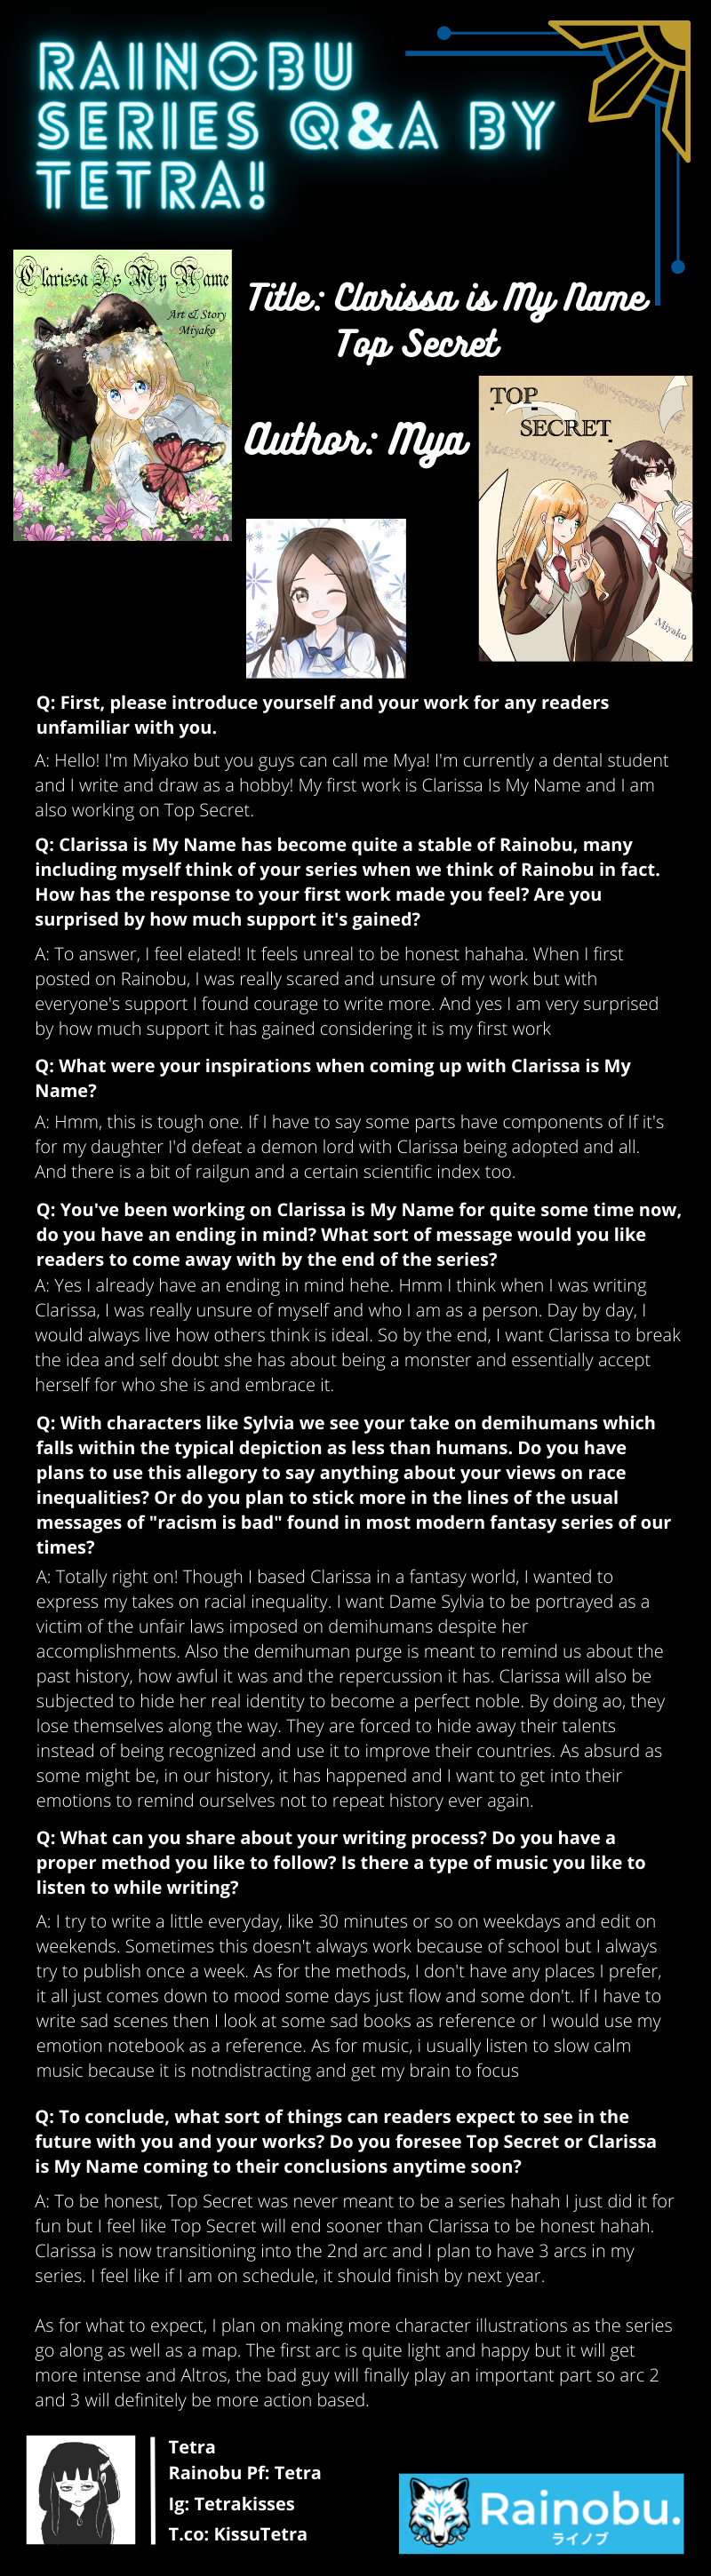 RAINOBU
SERIES Q&A BY
TETRA!
Clarissa Is My Name
Art & Story
Miyako
Title: Clarissa is My Name
Top Secret
TOP
SECRET
Author: Mya
Miyako
Q: First, please introduce yourself and your work for any readers
unfamiliar with you.
A: Hello! I'm Miyako but you guys can call me Mya! I'm currently a dental student
and I write and draw as a hobby! My first work is Clarissa Is My Name and I am
also working on Top Secret.
Q: Clarissa is My Name has become quite a stable of Rainobu, many
including myself think of your series when we think of Rainobu in fact.
How has the response to your first work made you feel? Are you
surprised by how much support it's gained?
A: To answer, I feel elated! It feels unreal to be honest hahaha. When I first
posted on Rainobu, I was really scared and unsure of my work but with
everyone's support I found courage to write more. And yes I am very surprised
by how much support it has gained considering it is my first work
Q: What were your inspirations when coming up with Clarissa is My
Name?
A: Hmm, this is tough one. If I have to say some parts have components of If it's
for my daughter I'd defeat a demon lord with Clarissa being adopted and all.
And there is a bit of railgun and a certain scientific index too.
Q: You've been working on Clarissa is My Name for quite some time now,
do you have an ending in mind? What sort of message would you like
readers to come away with by the end of the series?
A: Yes I already have an ending in mind hehe. Hmm I think when I was writing
Clarissa, I was really unsure of myself and who I am as a person. Day by day, I
would always live how others think is ideal. So by the end, I want Clarissa to break
the idea and self doubt she has about being a monster and essentially accept
herself for who she is and embrace it.
Q: With characters like Sylvia we see your take on demihumans which
falls within the typical depiction as less than humans. Do you have
plans to use this allegory to say anything about your views on race
inequalities? Or do you plan to stick more in the lines of the usual
messages of "racism is bad" found in most modern fantasy series of our
times?
A: Totally right on! Though I based Clarissa in a fantasy world, I wanted to
express my takes on racial inequality. I want Dame Sylvia to be portrayed as a
victim of the unfair laws imposed on demihumans despite her
accomplishments. Also the demihuman purge is meant to remind us about the
past history, how awful it was and the repercussion it has. Clarissa will also be
subjected to hide her real identity to become a perfect noble. By doing ao, they
lose themselves along the way. They are forced to hide away their talents
instead of being recognized and use it to improve their countries. As absurd as
some might be, in our history, it has happened and I want to get into their
emotions to remind ourselves not to repeat history ever again.
Q: What can you share about your writing process? Do you have a
proper method you like to follow? Is there a type of music you like to
listen to while writing?
A: I try to write a little everyday, like 30 minutes or so on weekdays and edit on
weekends. Sometimes this doesn't always work because of school but I always
try to publish once a week. As for the methods, I don't have any places I prefer,
it all just comes down to mood some days just flow and some don't. If I have to
write sad scenes then I look at some sad books as reference or I would use my
emotion notebook as a reference. As for music, i usually listen to slow calm
music because it is notndistracting and get my brain to focus
Q: To conclude, what sort of things can readers expect to see in the
future with you and your works? Do you foresee Top Secret or Clarissa
is My Name coming to their conclusions anytime soon?
A: To be honest, Top Secret was never meant to be a series hahah I just did it for
fun but I feel like Top Secret will end sooner than Clarissa to be honest hahah.
Clarissa is now transitioning into the 2nd arc and I plan to have 3 arcs in my
series. I feel like if I am on schedule, it should finish by next year.
As for what to expect, I plan on making more character illustrations as the series
go along as well as a map. The first arc is quite light and happy but it will get
more intense and Altros, the bad guy will finally play an important part so arc 2
and 3 will definitely be more action based.
Tetra
Rainobu Pf: Tetra
Ig: Tetrakisses
T.co: KissuTetra
Rainobu.
ライノブ